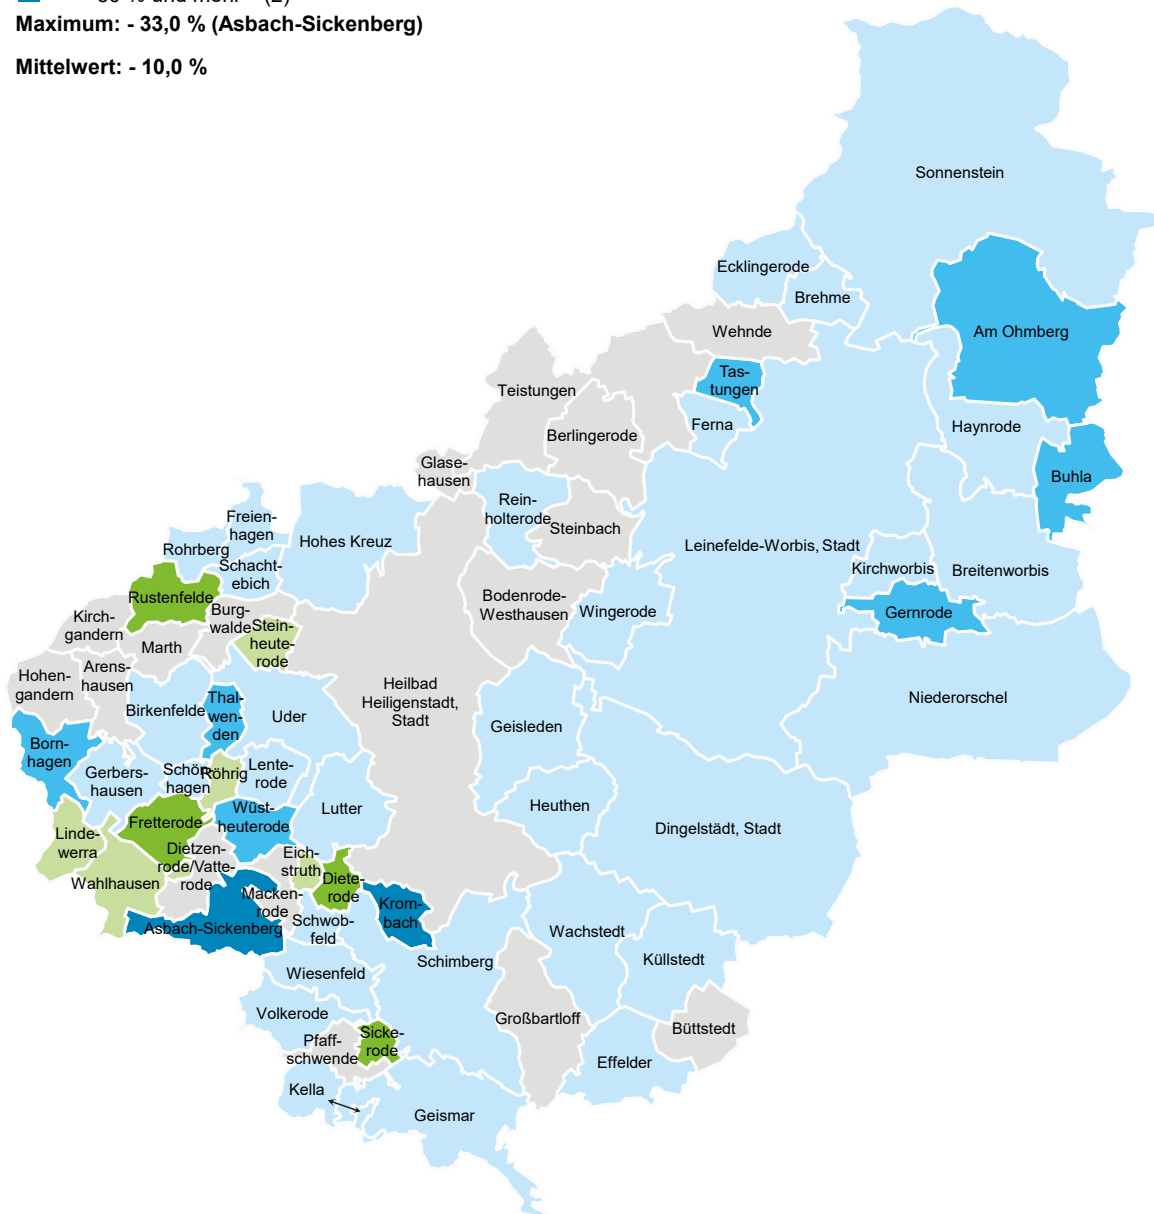 Maximum: - 33,0 % (Asbach-Sickenberg)
Mittelwert: - 10,0 %
Sonnenstein
Ecklingerode
Brehme
Wehnde
Am Ohmberg
Tas-
tungen
Teistungen
Ferna
Haynrode
Berlingerode
Glase-
hausen
Buhla
Rein-
holterode
Steinbach
Freien-
hagen
Hohes Kreuz
Rohrberg
Leinefelde-Worbis, Stadt
Schacht-
ebich
Kirchworbis
Breitenworbis
Rustenfelde
Bodenrode-
Westhausen
Wingerode
Gernrode
Kirch-
gandern
Burg-
walde
Stein-
heute-
rode
Marth
Arens-
hausen
Hohen-
gandern
Heilbad
Heiligenstadt,
Stadt
Niederorschel
Birkenfelde
Thal-
wen-
den
Uder
Geisleden
Born-
hagen
Gerbers-
hausen
Schön-
hagen
Röhrig
Lente-
rode
Heuthen
Lutter
Wüst-
heuterode
Fretterode
Dingelstädt, Stadt
Linde-
werra
Dietzen-
rode/Vatte-
rode
Eich-
struth
Wahlhausen
Diete-
rode
Macken-
rode
Krom-
bach
Asbach-Sickenberg
Schwob-
feld
Wachstedt
Schimberg
Küllstedt
Wiesenfeld
Volkerode
Großbartloff
Büttstedt
Sicke-
rode
Pfaff-
schwende
Effelder
Kella
Geismar